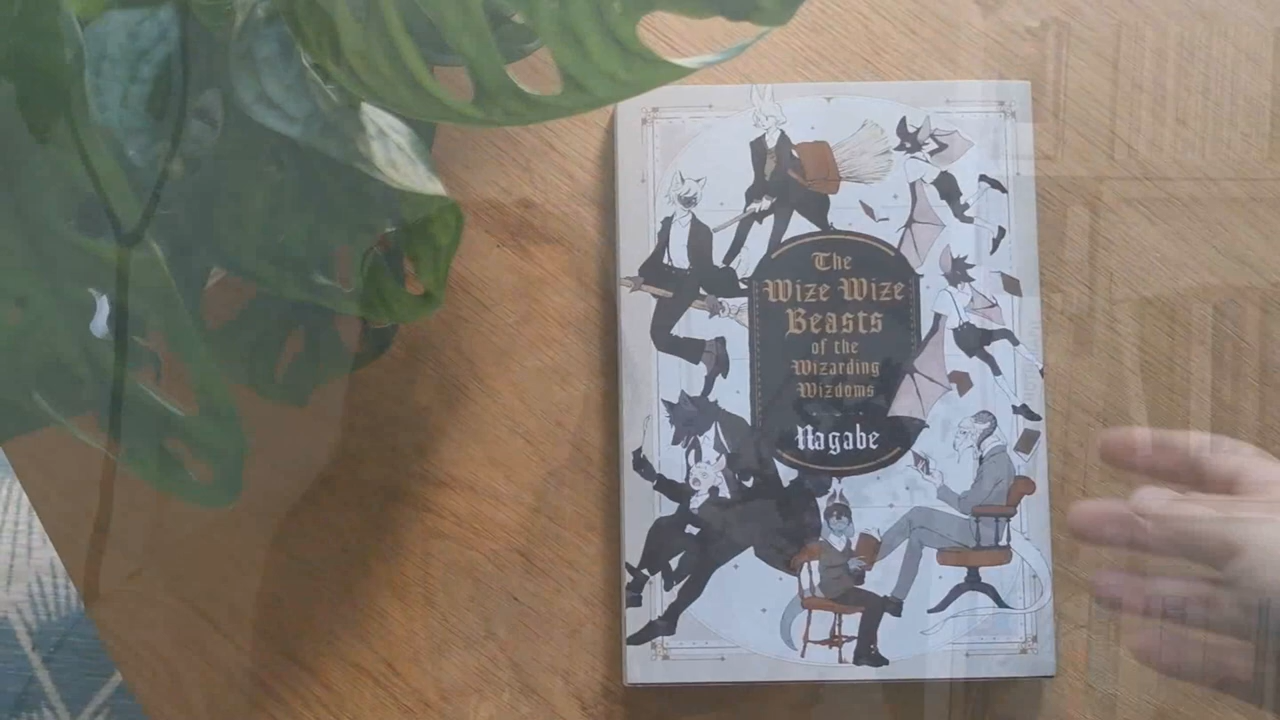 The
Wize Wize
Beasts
of the
Wizarding
Wizdoms
Nagabe